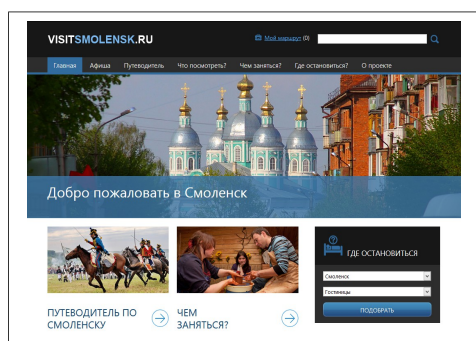 VISITSMOLENSK.RU
Мой маршрут (0)
Главная Афиша Путеводитель Что посмотреть? Чем заняться? Где остановиться? О проекте
Добро пожаловать в Смоленск
ПУТЕВОДИТЕЛЬ ПО
СМОЛЕНСКУ
ЧЕМ
ЗАНЯТЬСЯ?
ГДЕ ОСТАНОВИТЬСЯ
Смоленск
Гостиницы
ПОДОБРАТЬ